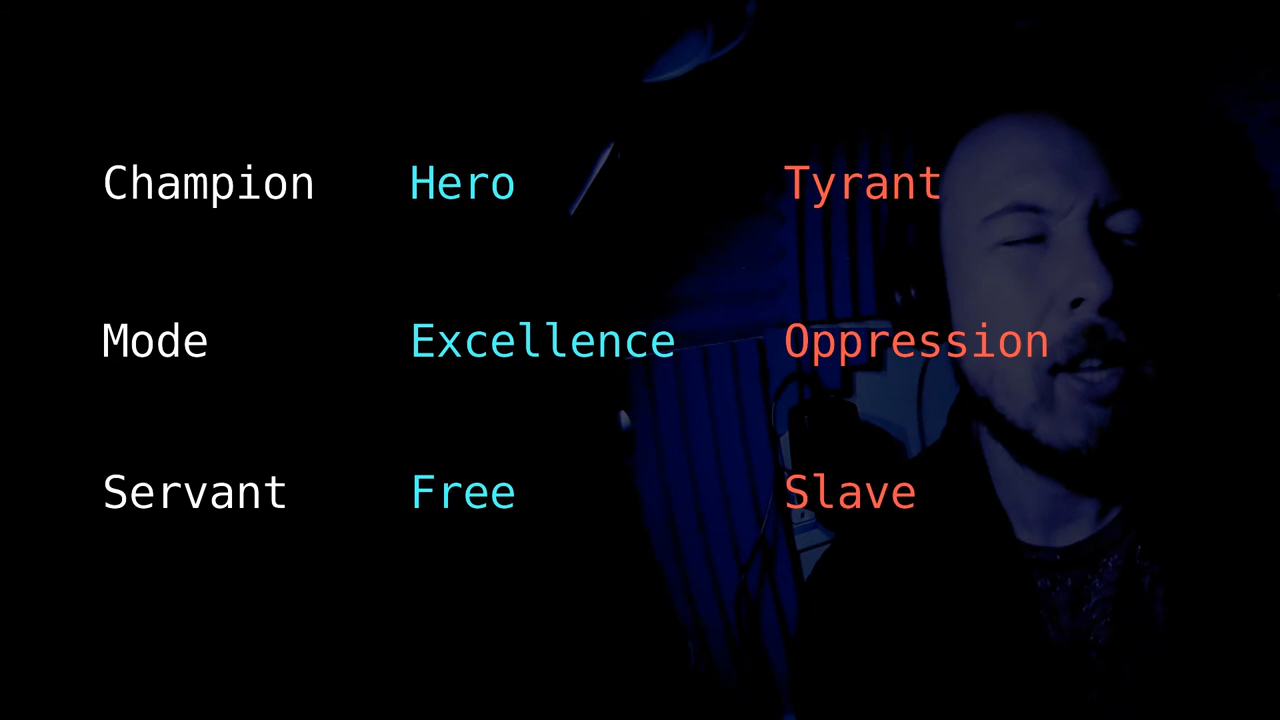 Champion Hero Tyrant
Mode Excellence Oppression
Servant Free Slave